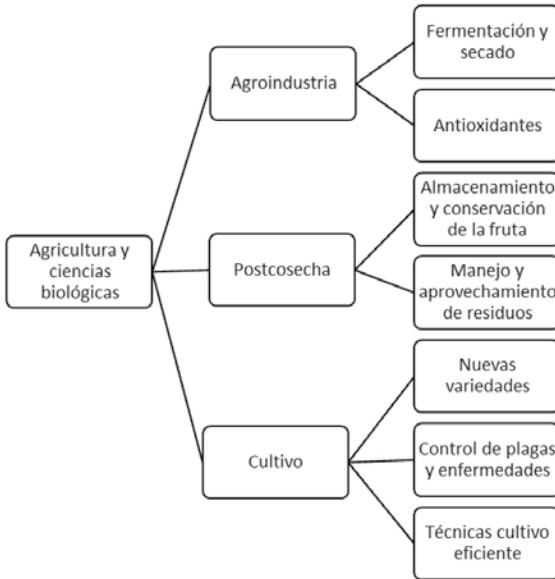 Agricultura y
ciencias
biológicas
Agroindustria
Fermentación y
secado
Antioxidantes
Postcosecha
Almacenamiento
y conservación
de la fruta
Manejo y
aprovechamiento
de residuos
Cultivo
Nuevas
variedades
Control de plagas
y enfermedades
Técnicas cultivo
eficiente